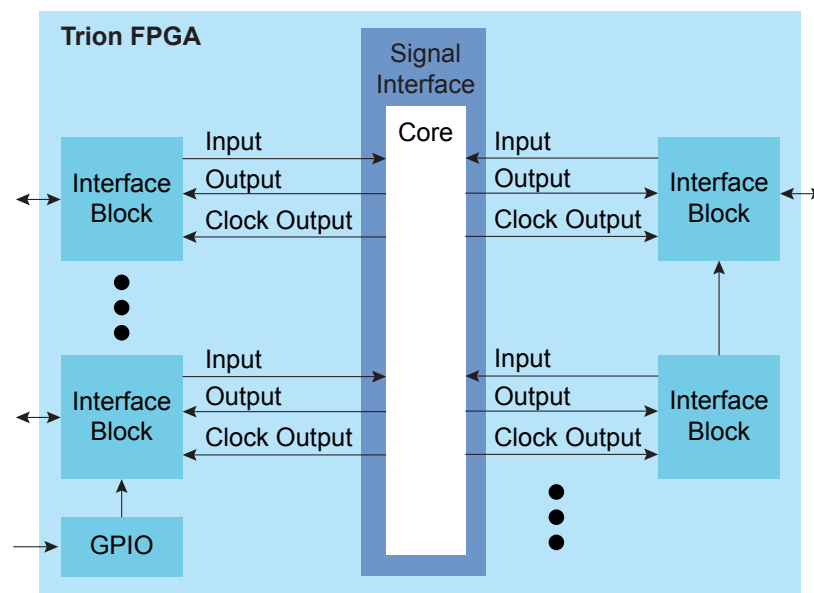 Trion FPGA
Signal
Interface
Core
Interface
Block
Input
Output
Clock Output
Input
Output
Clock Output
Interface
Block
Interface
Block
Input
Output
Clock Output
Input
Output
Clock Output
Interface
Block
GPIO